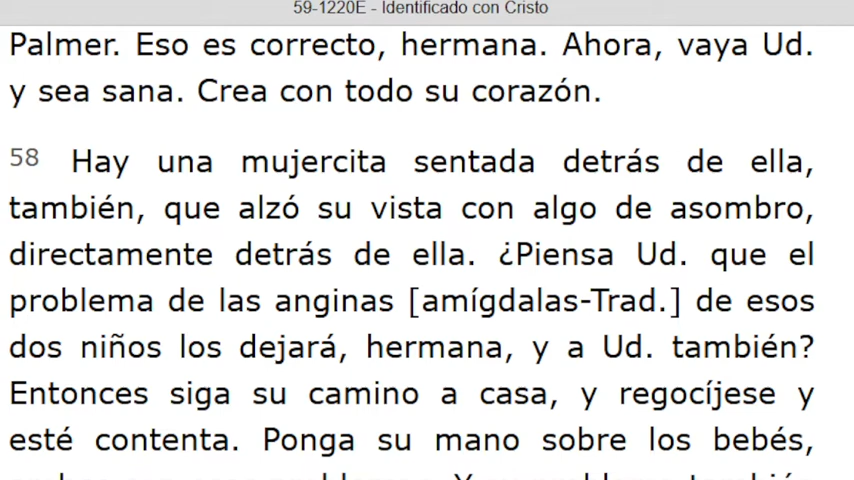 59-1220E - Identificado con Cristo
Palmer. Eso es correcto, hermana. Ahora, vaya Ud.
y sea sana. Crea con todo su corazón.
58 Hay una mujercita sentada detrás de ella,
también, que alzó su vista con algo de asombro,
directamente detrás de ella. ¿Piensa Ud. que el
problema de las anginas [amígdalas-Trad.] de esos
dos niños los dejará, hermana, y a Ud. también?
Entonces siga su camino a casa, y regocíjese y
esté contenta. Ponga su mano sobre los bebés,